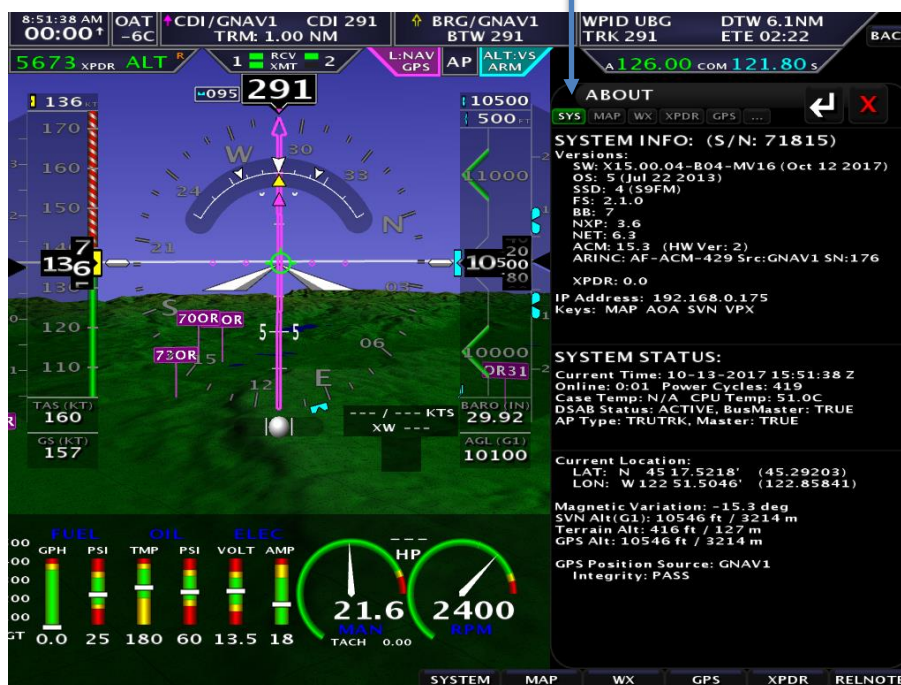 8:51:38 AM
00:00↑
OAT
-6C
CDI/GNAV1 CDI 291
TRM: 1.00 NM
BRG/GNAV1
BTW 291
WPID UBG DTW 6.1NM
TRK 291 ETE 02:22
BAC
5673 XPDR ALT R
1 RCV 2
XMT
L:NAV
GPS
AP
ALT:VS
ARM
A 126.00 COM 121.80 S
095
291
136 KT
10500
500 FT
170
160
150
13
7
6
130
120
110
11000
10500
20
80
10000
W
30
33
N
24
21
03
S
06
15
12
E
5 5
70OR
OR
73OR
OR31
TAS (KT)
160
GS (KT)
157
--- / --- KTS
XW ---
BARO (IN)
29.92
AGL (G1)
10100
ABOUT
X
SYS MAP WX XPDR GPS ...
SYSTEM INFO: (S/N: 71815)
Versions:
SW: X15.00.04-B04-MV16 (Oct 12 2017)
OS: 5 (Jul 22 2013)
SSD: 4 (S9FM)
FS: 2.1.0
BB: 7
NXP: 3.6
NET: 6.3
ACM: 15.3 (HW Ver: 2)
ARINC: AF-ACM-429 Src:GNAV1 SN:176
XPDR: 0.0
IP Address: 192.168.0.175
Keys: MAP AOA SVN VPX
SYSTEM STATUS:
Current Time: 10-13-2017 15:51:38 Z
Online: 0:01 Power Cycles: 419
Case Temp: N/A CPU Temp: 51.0C
DSAB Status: ACTIVE, BusMaster: TRUE
AP Type: TRUTRK, Master: TRUE
Current Location:
LAT: N 45 17.5218' (45.29203)
LON: W 122 51.5046' (122.85841)
Magnetic Variation: -15.3 deg
SVN Alt(G1): 10546 ft / 3214 m
Terrain Alt: 416 ft / 127 m
GPS Alt: 10546 ft / 3214 m
GPS Position Source: GNAV1
Integrity: PASS
FUEL OIL ELEC
GPH PSI TMP PSI VOLT AMP
0.0 25 180 60 13.5 18
---
HP
21.6
MAN
TACH 0.00
2400
RPM
SYSTEM MAP WX GPS XPDR RELNOTE